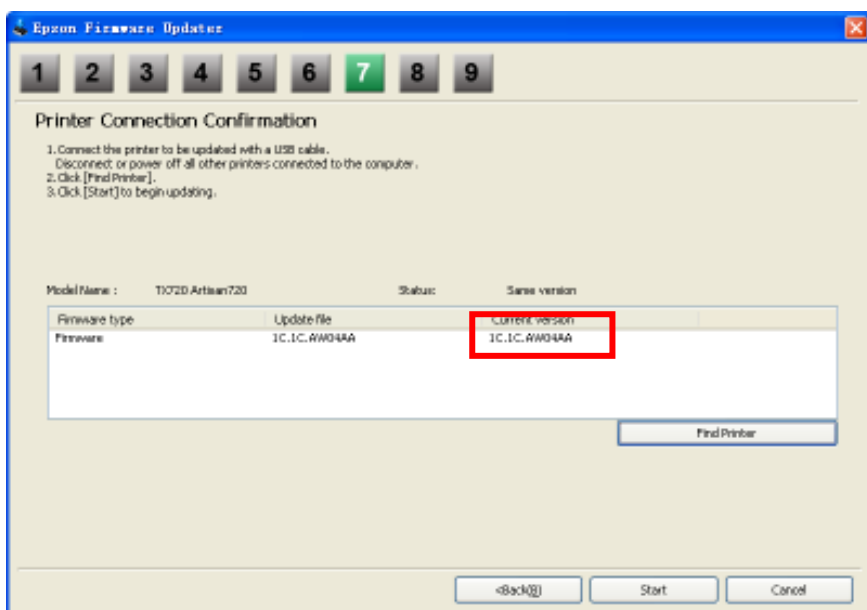 Epson Firmware Updater
1 2 3 4 5 6 7 8 9
Printer Connection Confirmation
1. Connect the printer to be updated with a USB cable.
Disconnect or power off all other printers connected to the computer.
2. Click [Find Printer].
3. Click [Start] to begin updating.
Model Name : TX720 Artisan720 Status: Same version
Firmware type Update file Current version
Firmware 1C.1C.AW04AA 1C.1C.AW04AA
Find Printer
<Back(B) Start Cancel